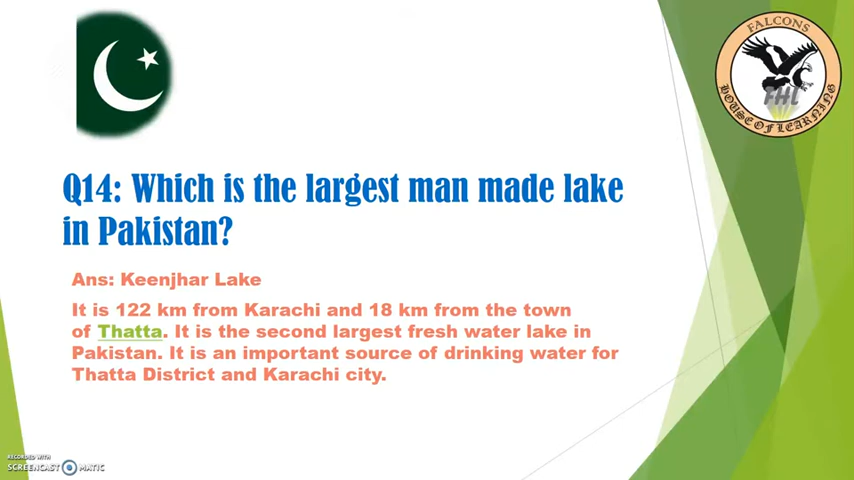 FALCONS
FHL
HOUSE OF LEARNING
Q14: Which is the largest man made lake
in Pakistan?
Ans: Keenjhar Lake
It is 122 km from Karachi and 18 km from the town
of Thatta. It is the second largest fresh water lake in
Pakistan. It is an important source of drinking water for
Thatta District and Karachi city.
RECORDED WITH
SCREENCAST MATIC